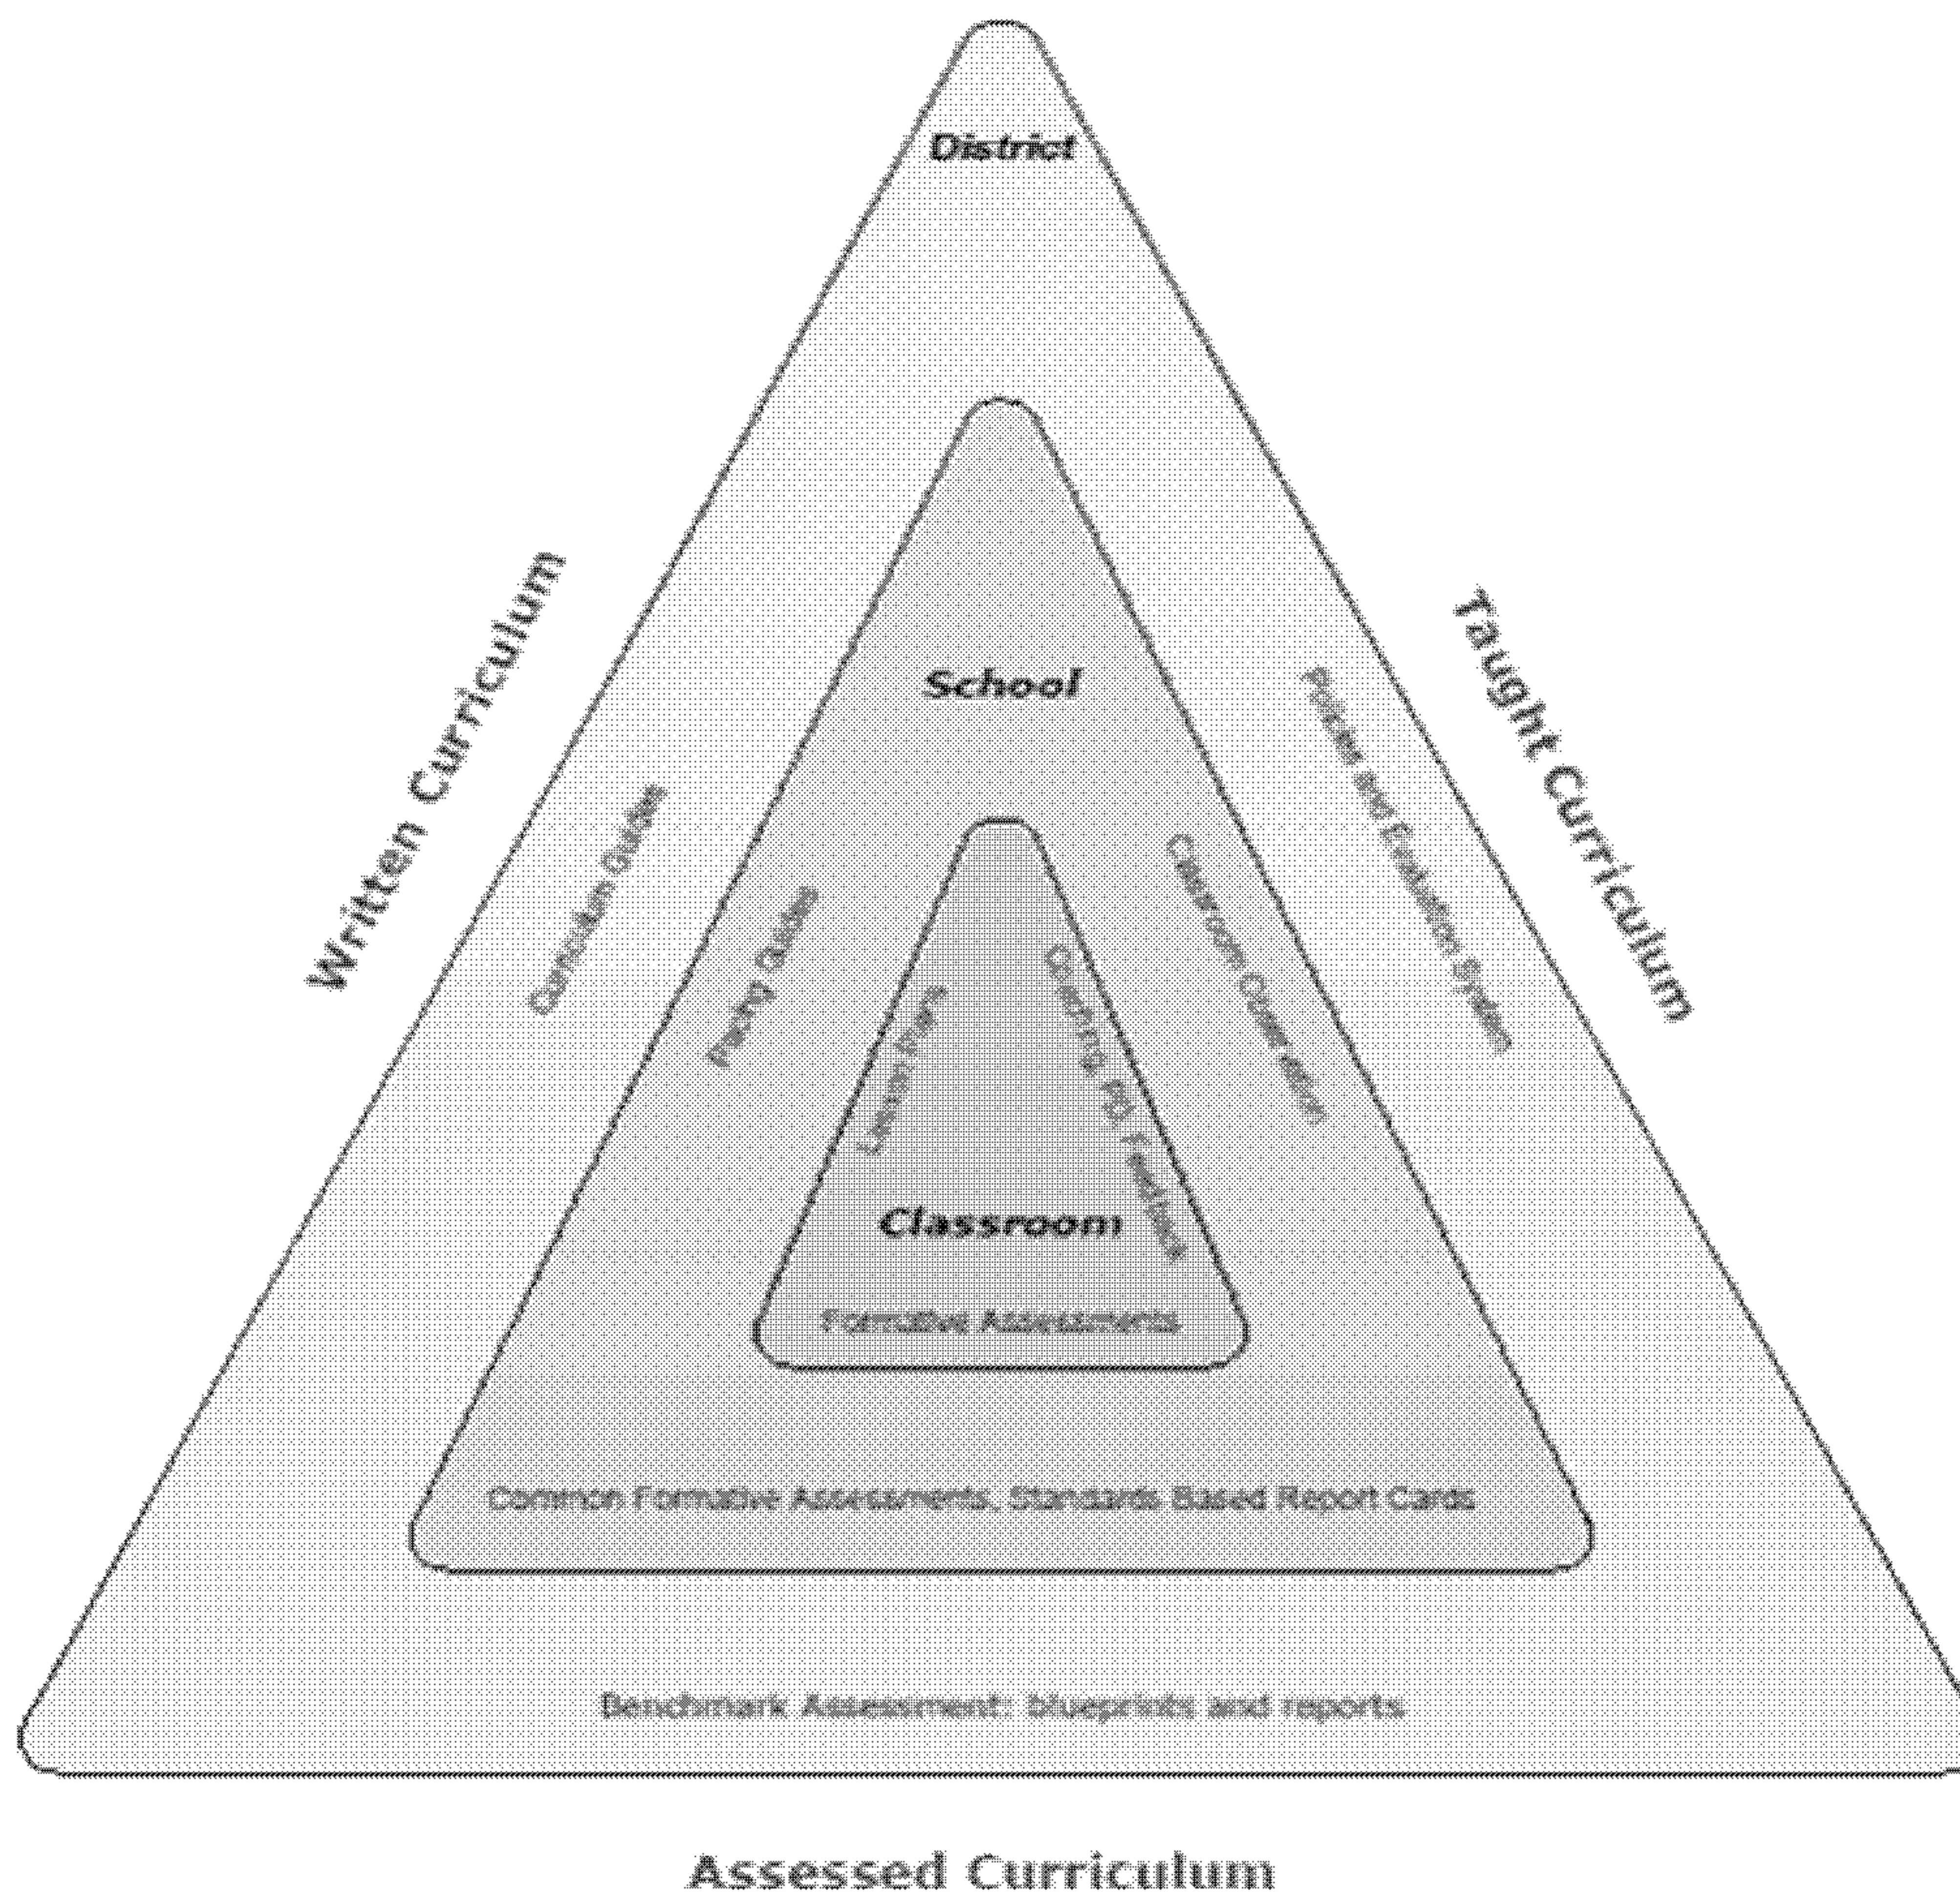 District
School
Written Curriculum
Taught Curriculum
Curriculum Guides
Policies and Evaluation System
Pacing Guides
Classroom Observation
Lesson Plans
Coaching, PD, Feedback
Classroom
Formative Assessments
Common Formative Assessments, Standards Based Report Cards
Benchmark Assessment: blueprints and reports
Assessed Curriculum